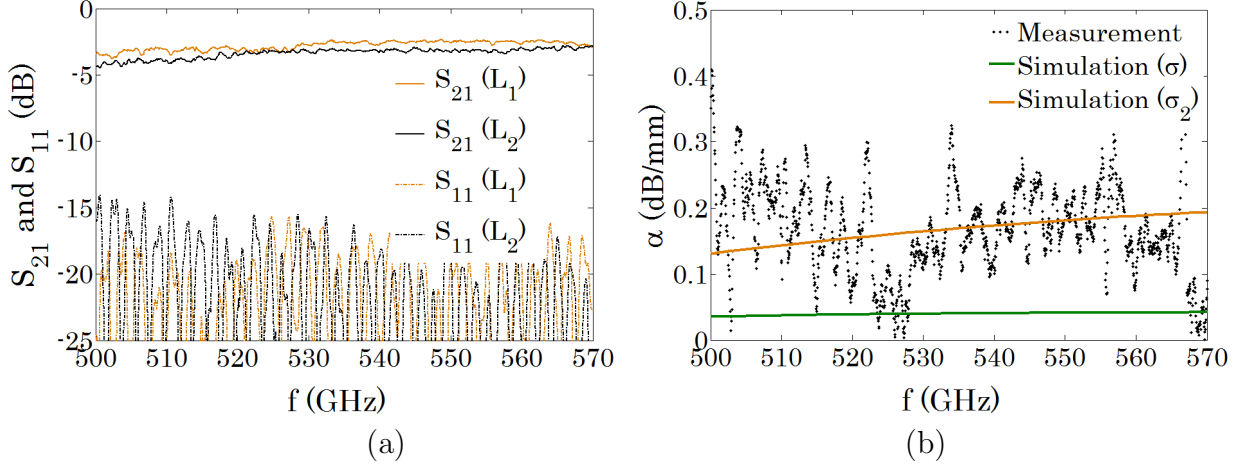 0
-5
-10
-15
-20
-25
S21 and S11 (dB)
S21 (L1)
S21 (L2)
S11 (L1)
S11 (L2)
500 510 520 530 540 550 560 570
f (GHz)
(a)
0.5
0.4
0.3
0.2
0.1
0
α (dB/mm)
Measurement
Simulation (σ)
Simulation (σ2)
500 510 520 530 540 550 560 570
f (GHz)
(b)